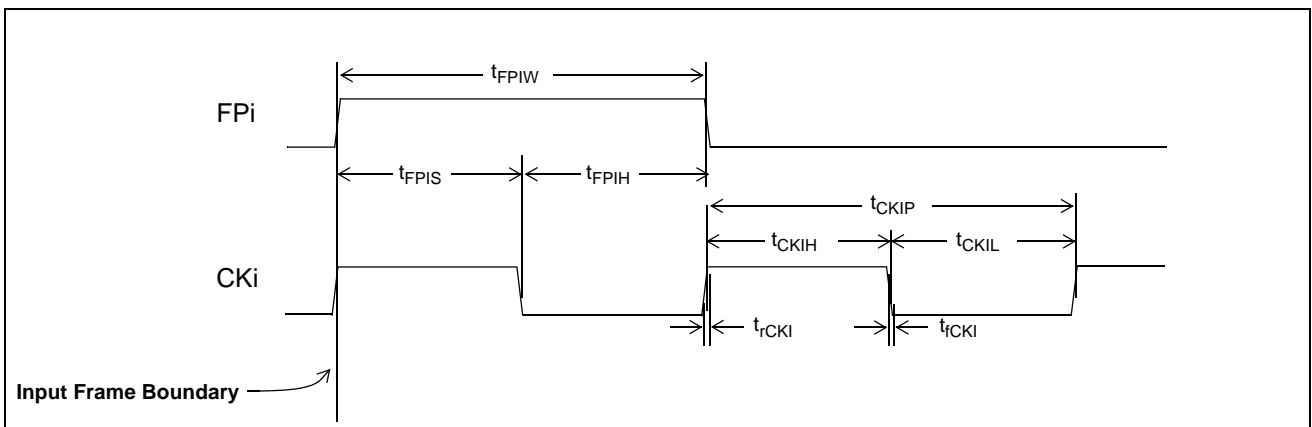 tFPIW
FPi
tFPIS
tFPIH
tCKIP
tCKIH
tCKIL
CKi
trCKI
tfCKI
Input Frame Boundary